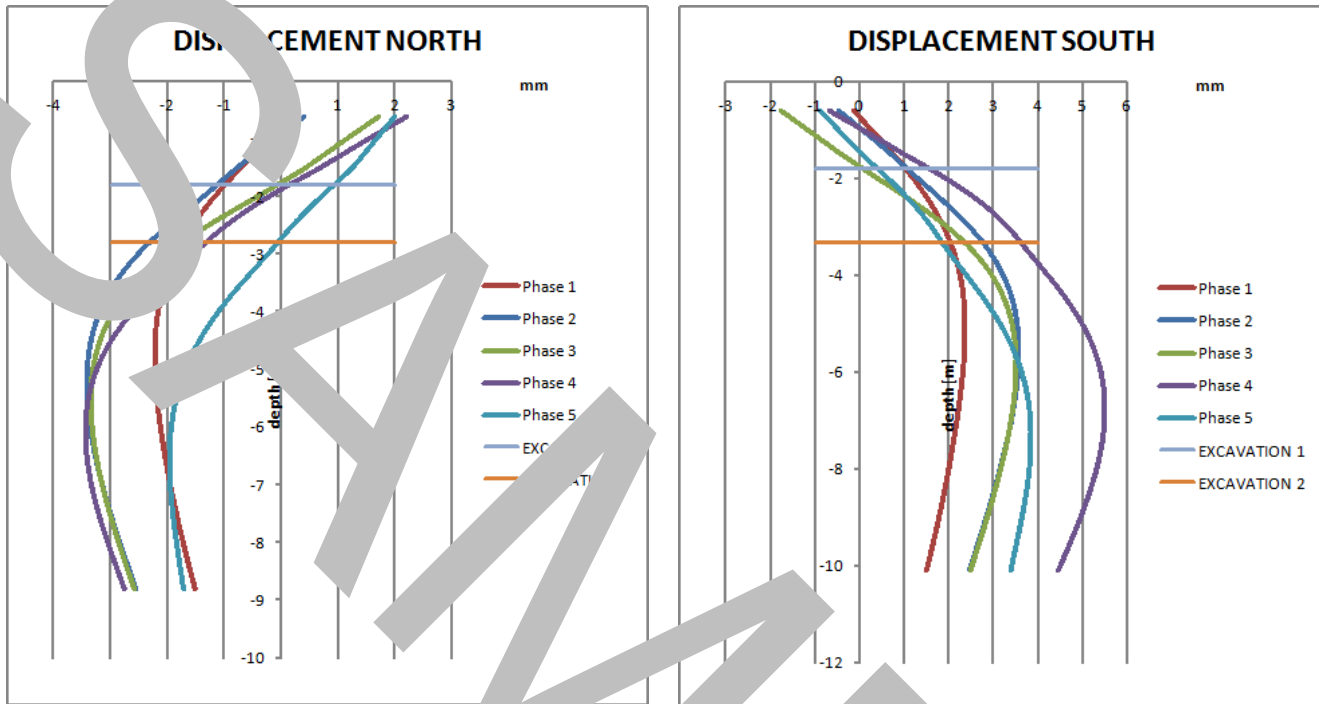 DISPLACEMENT NORTH
mm
-4 -2 -1 1 2 3
-2
-3
-4
-5
-6
-7
-8
-9
-10
Phase 1
Phase 2
Phase 3
Phase 4
Phase 5
DISPLACEMENT SOUTH
mm
0
-3 -2 -1 0 1 2 3 4 5 6
-2
-4
-6
-8
-10
-12
depth [m]
Phase 1
Phase 2
Phase 3
Phase 4
Phase 5
EXCAVATION 1
EXCAVATION 2
SAM